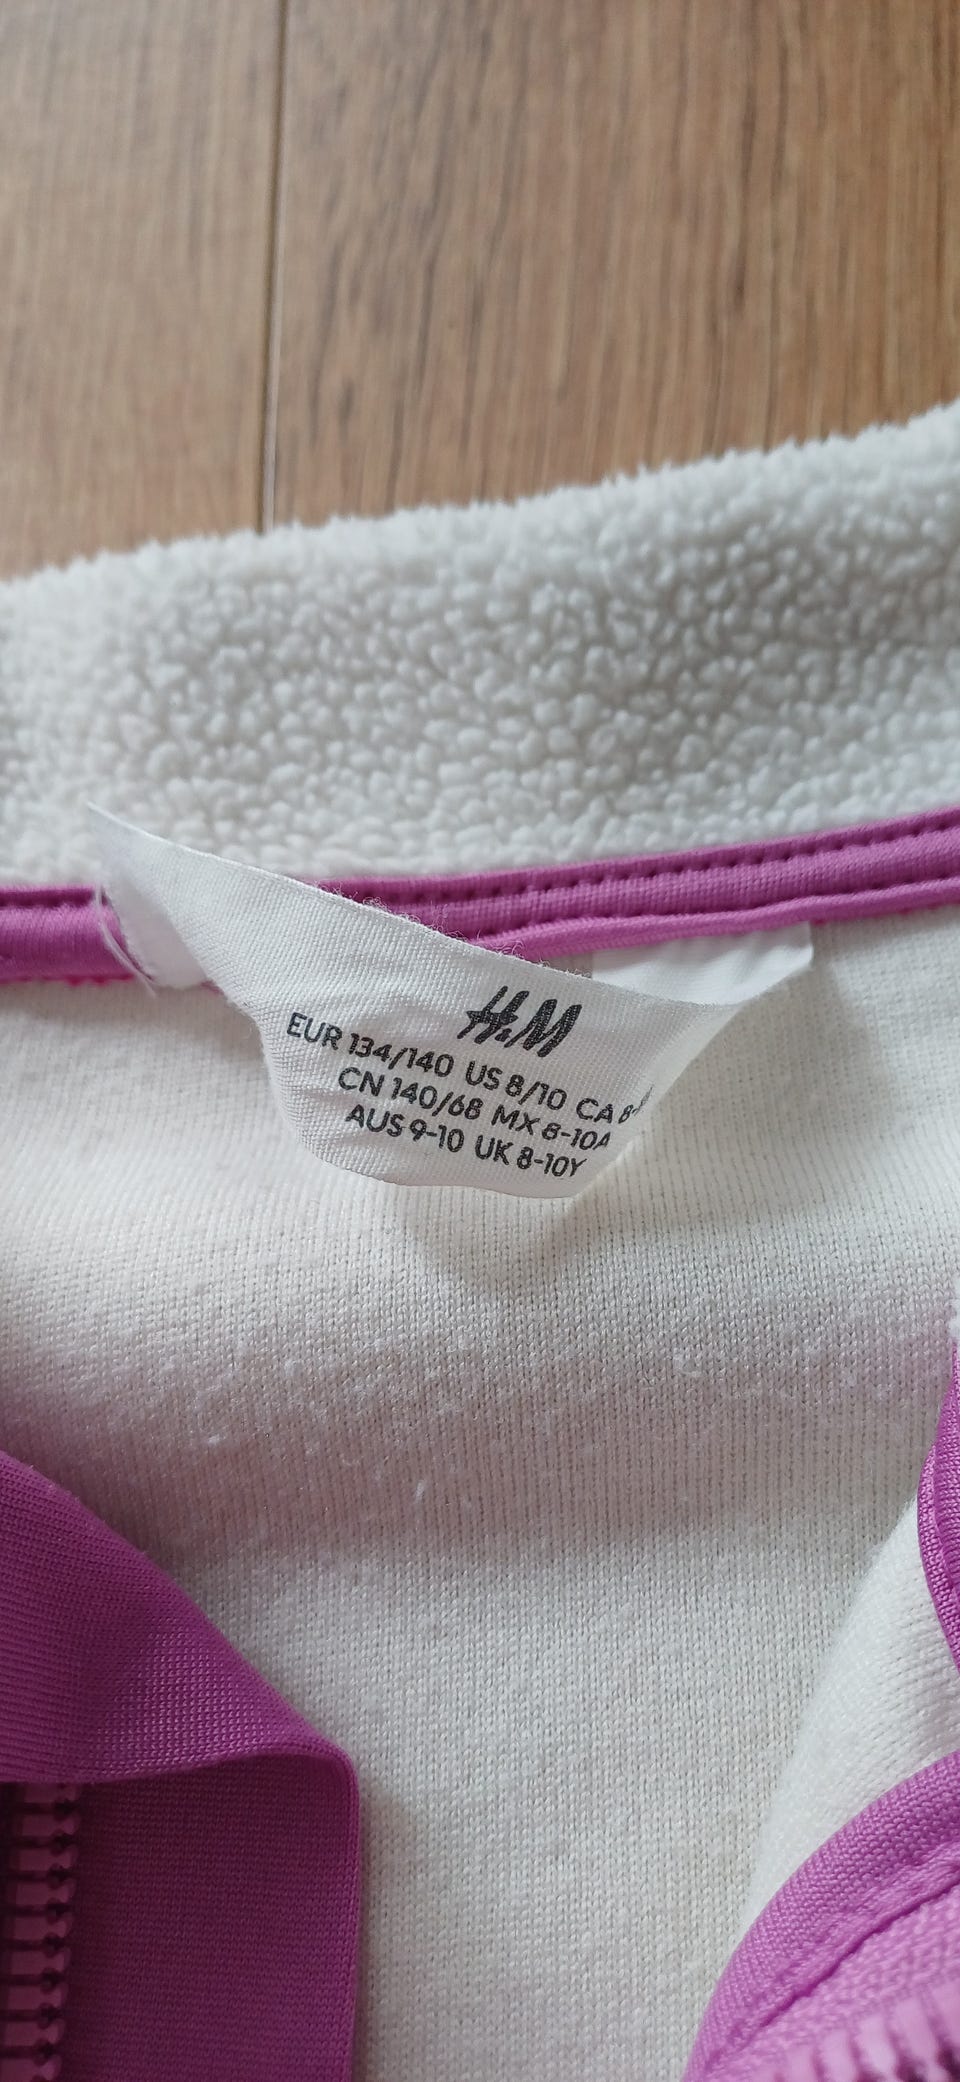 H&M
EUR 134/140 US 8/10 CA
CN 140/68 MX 8-10A
AUS 9-10 UK 8-10Y